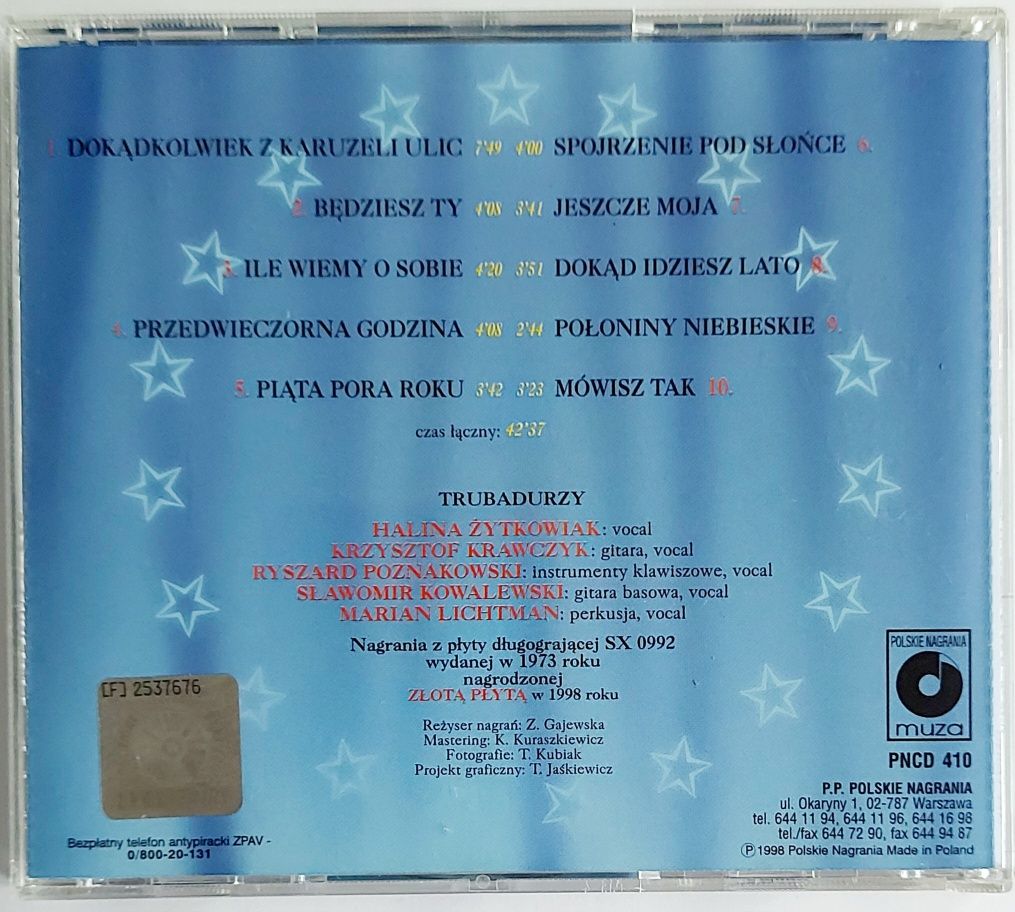 1. DOKĄDKOLWIEK Z KARUZELI ULIC 7'49 4'00 SPOJRZENIE POD SŁOŃCE 6.
2. BĘDZIESZ TY 4'08 3'41 JESZCZE MOJA 7.
3. ILE WIEMY O SOBIE 4'20 3'51 DOKĄD IDZIESZ LATO 8.
4. PRZEDWIECZORNA GODZINA 4'08 2'44 POŁONINY NIEBIESKIE 9.
5. PIĄTA PORA ROKU 3'42 3'23 MÓWISZ TAK 10.
czas łączny: 42'37
TRUBADURZY
HALINA ŻYTKOWIAK: vocal
KRZYSZTOF KRAWCZYK: gitara, vocal
RYSZARD POZNAKOWSKI: instrumenty klawiszowe, vocal
SŁAWOMIR KOWALEWSKI: gitara basowa, vocal
MARIAN LICHTMAN: perkusja, vocal
Nagrania z płyty długogrającej SX 0992
wydanej w 1973 roku
nagrodzonej
ZŁOTĄ PŁYTĄ w 1998 roku
Reżyser nagrań: Z. Gajewska
Mastering: K. Kuraszkiewicz
Fotografie: T. Kubiak
Projekt graficzny: T. Jaśkiewicz
[F] 2537676
Bezpłatny telefon antypiracki ZPAV -
0/800-20-131
POLSKIE NAGRANIA
muza
PNCD 410
P.P. POLSKIE NAGRANIA
ul. Okaryny 1, 02-787 Warszawa
tel. 644 11 94, 644 11 96, 644 16 98
tel./fax 644 72 90, fax 644 94 87
Ⓟ 1998 Polskie Nagrania Made in Poland